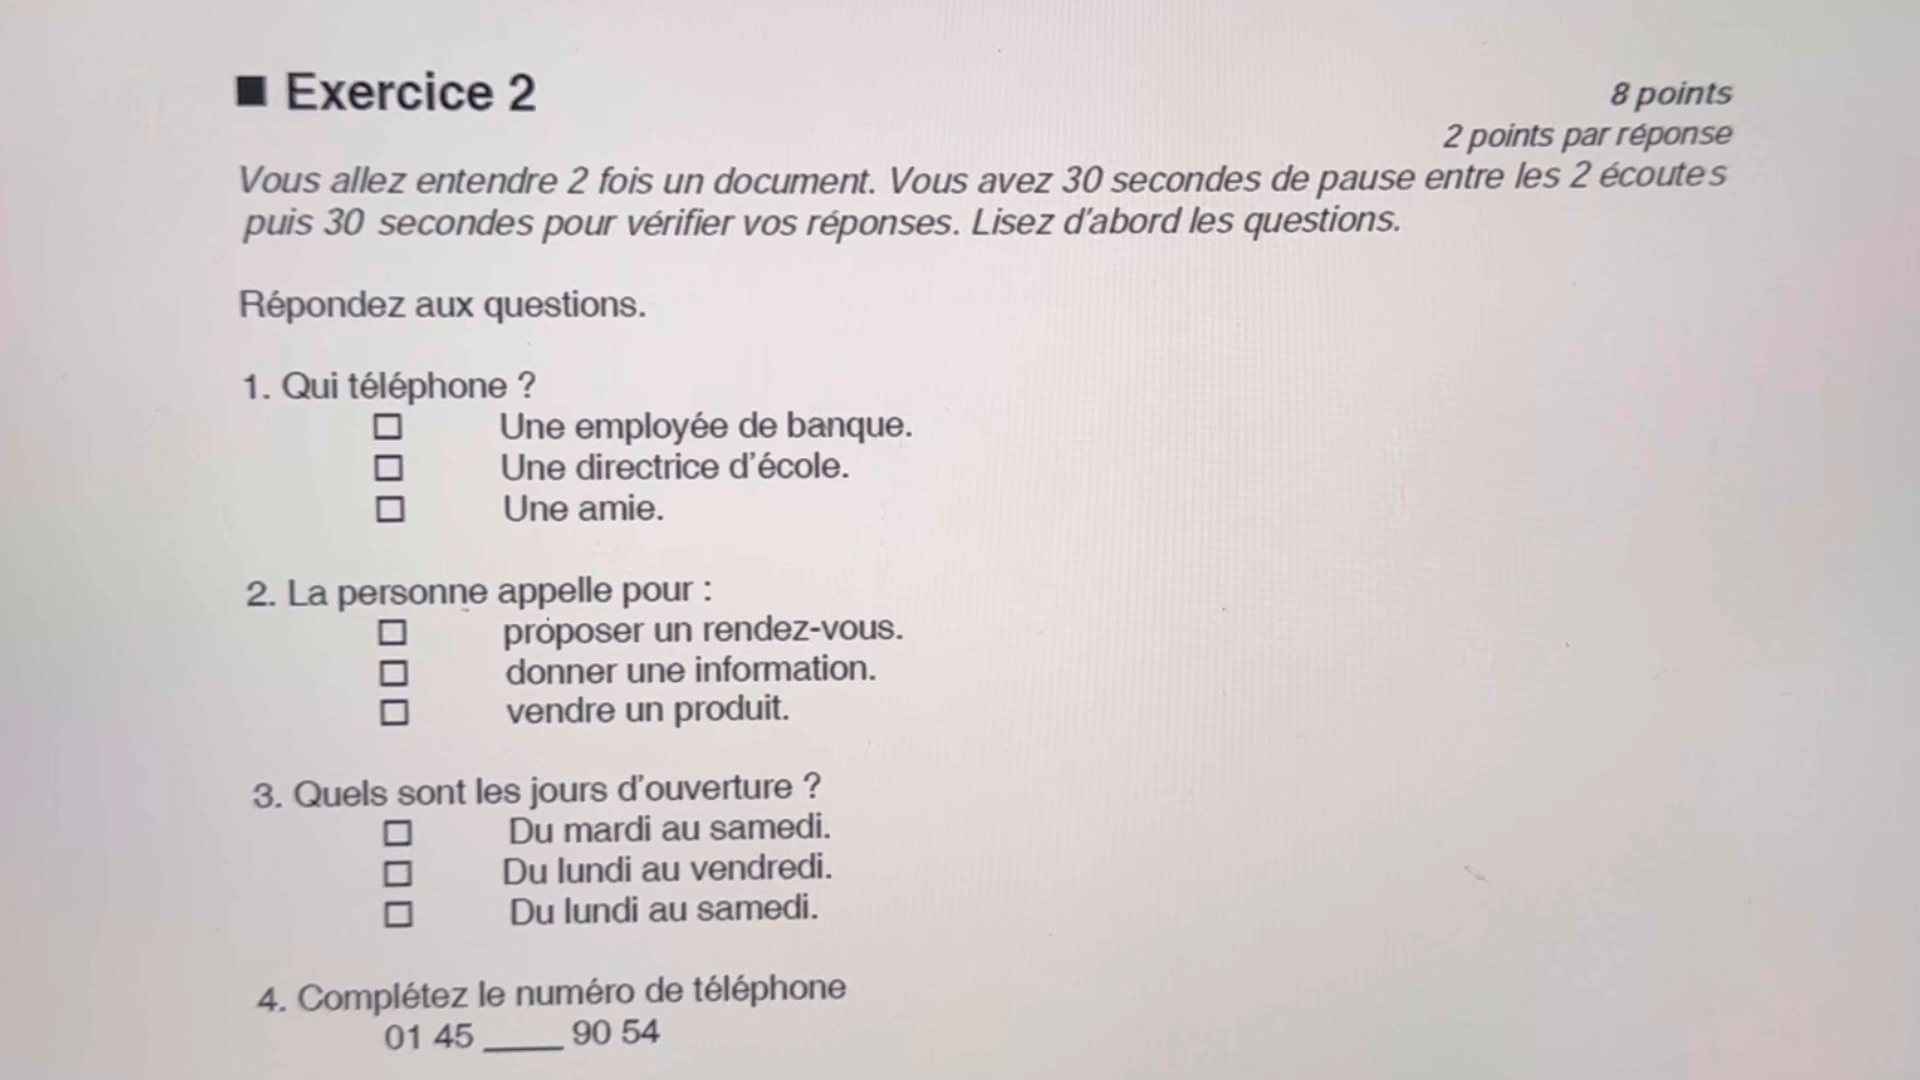 ■ Exercice 2
8 points
2 points par réponse
Vous allez entendre 2 fois un document. Vous avez 30 secondes de pause entre les 2 écoutes
puis 30 secondes pour vérifier vos réponses. Lisez d'abord les questions.
Répondez aux questions.
1. Qui téléphone ?
☐ Une employée de banque.
☐ Une directrice d'école.
☐ Une amie.
2. La personne appelle pour :
☐ proposer un rendez-vous.
☐ donner une information.
☐ vendre un produit.
3. Quels sont les jours d'ouverture ?
☐ Du mardi au samedi.
☐ Du lundi au vendredi.
☐ Du lundi au samedi.
4. Complétez le numéro de téléphone
01 45 ____ 90 54